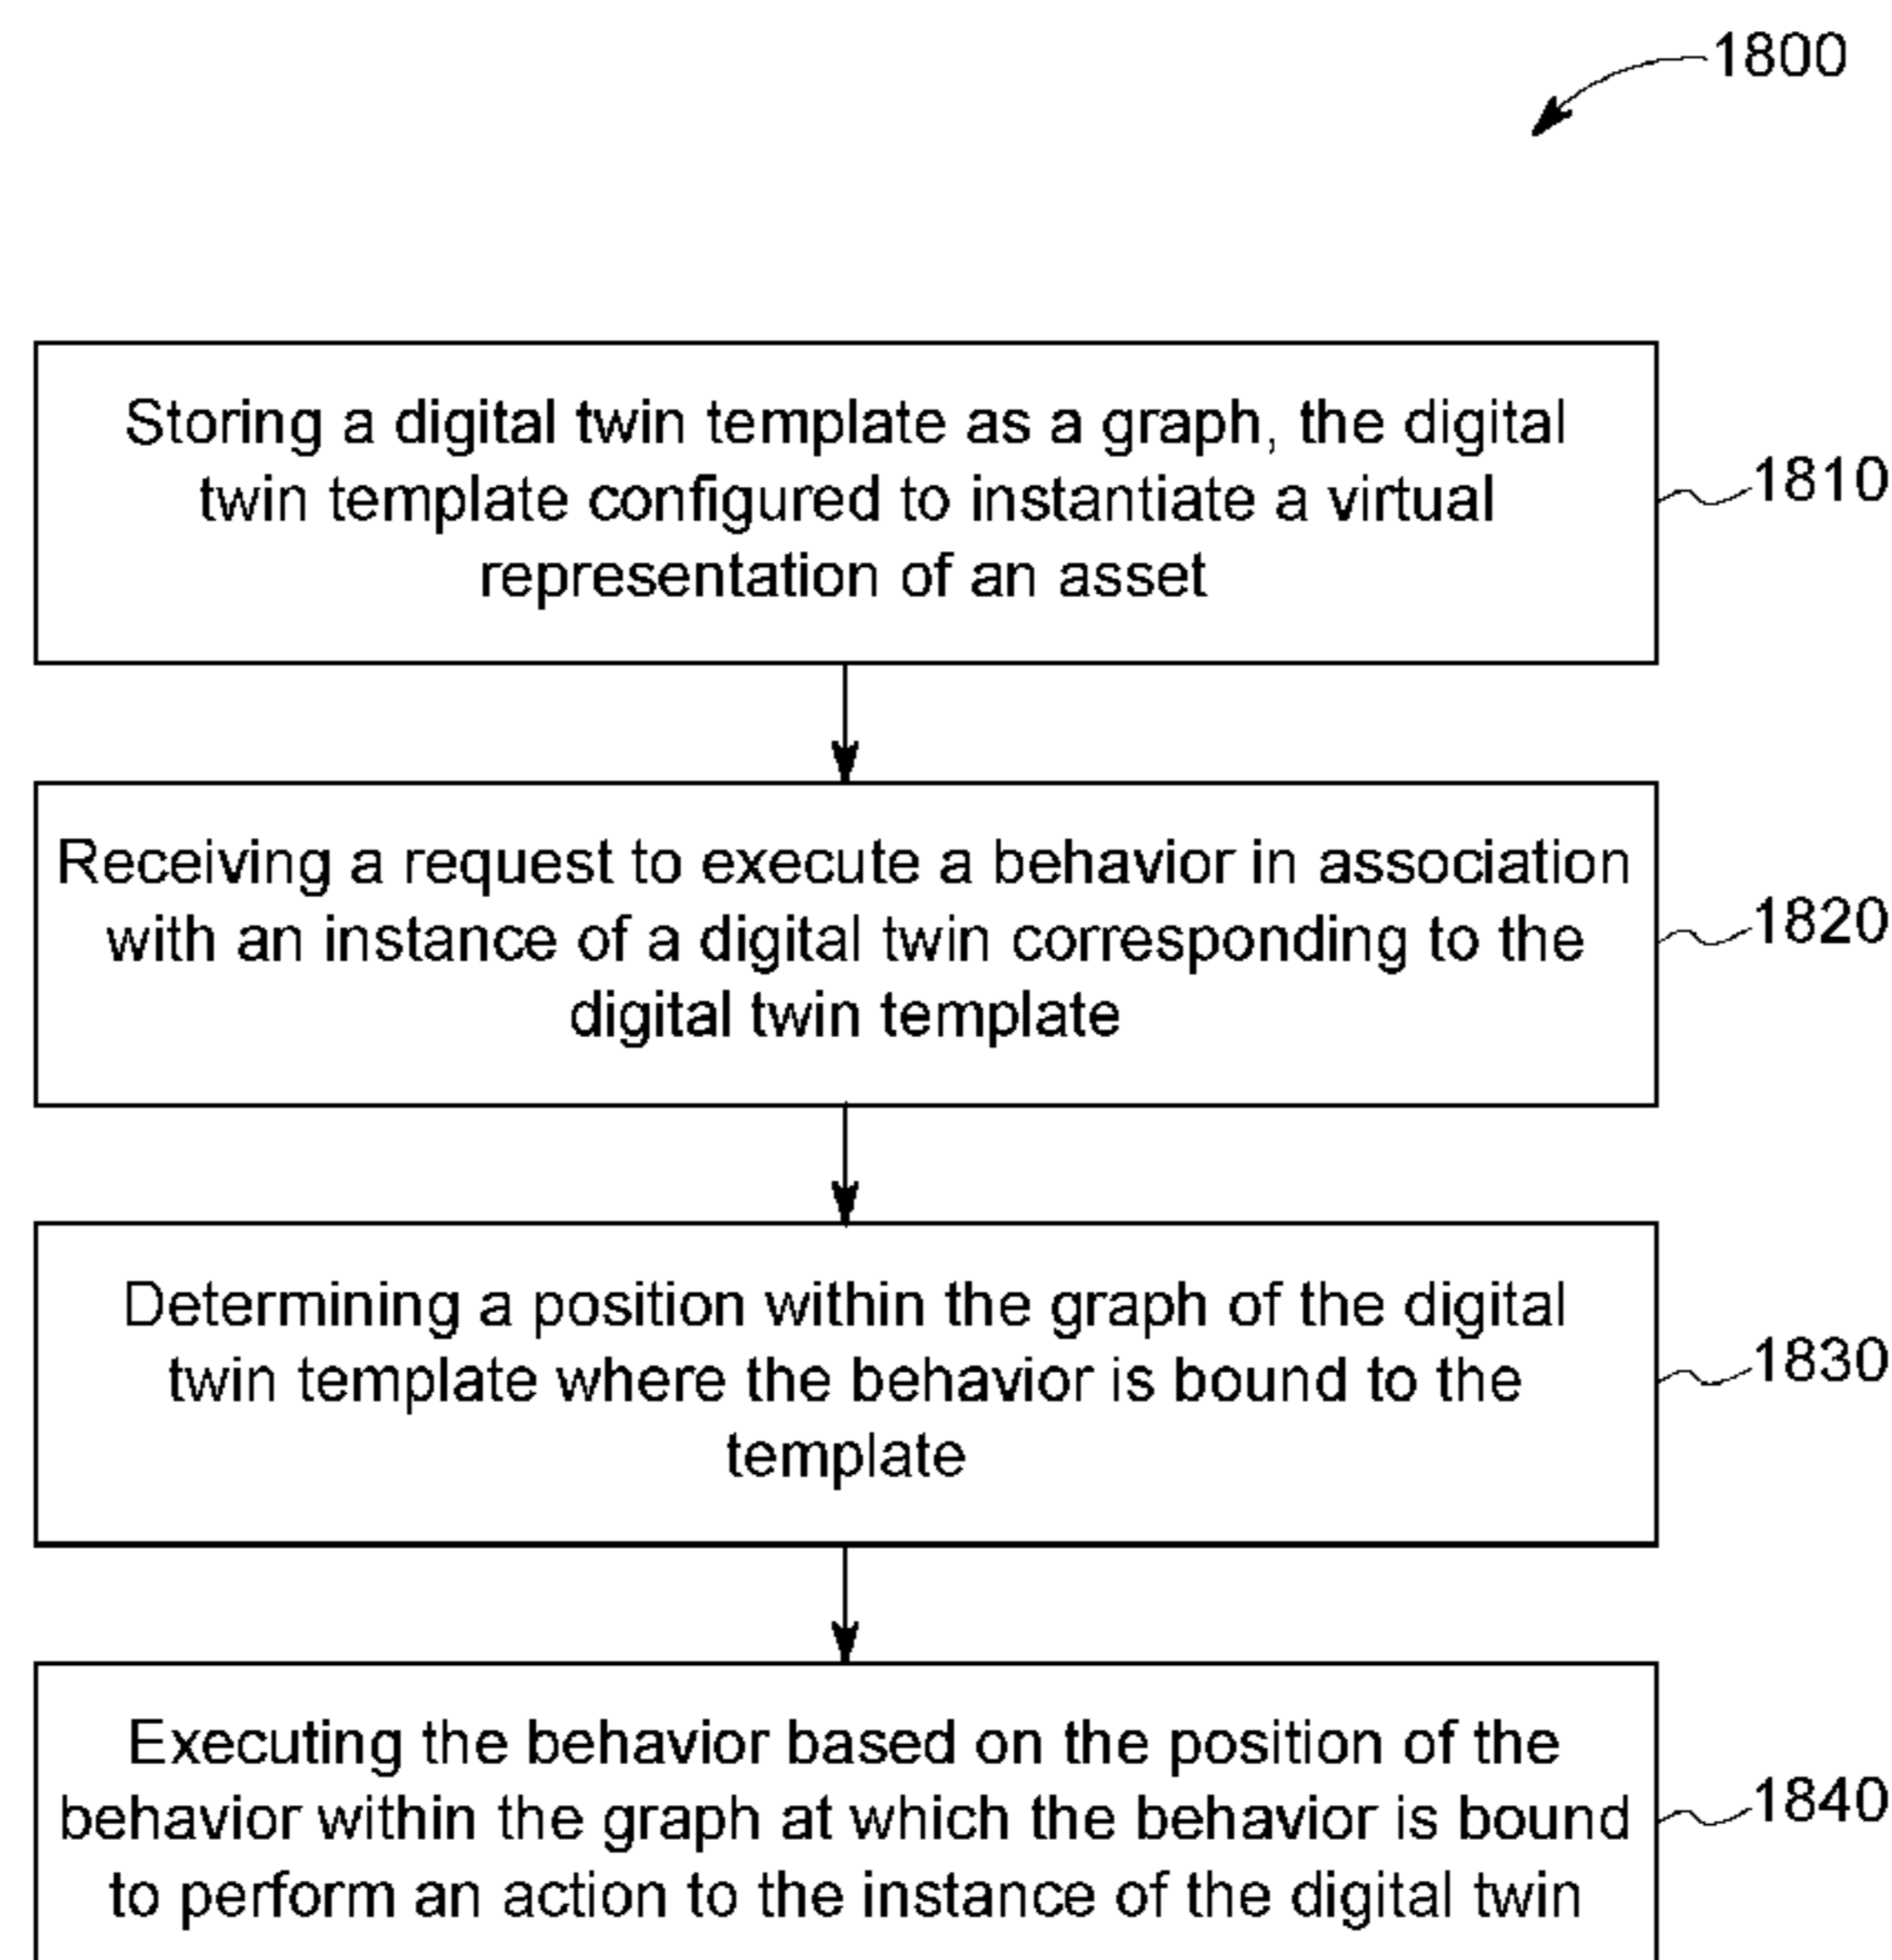 1800
Storing a digital twin template as a graph, the digital
twin template configured to instantiate a virtual
representation of an asset
1810
Receiving a request to execute a behavior in association
with an instance of a digital twin corresponding to the
digital twin template
1820
Determining a position within the graph of the digital
twin template where the behavior is bound to the
template
1830
Executing the behavior based on the position of the
behavior within the graph at which the behavior is bound
to perform an action to the instance of the digital twin
1840